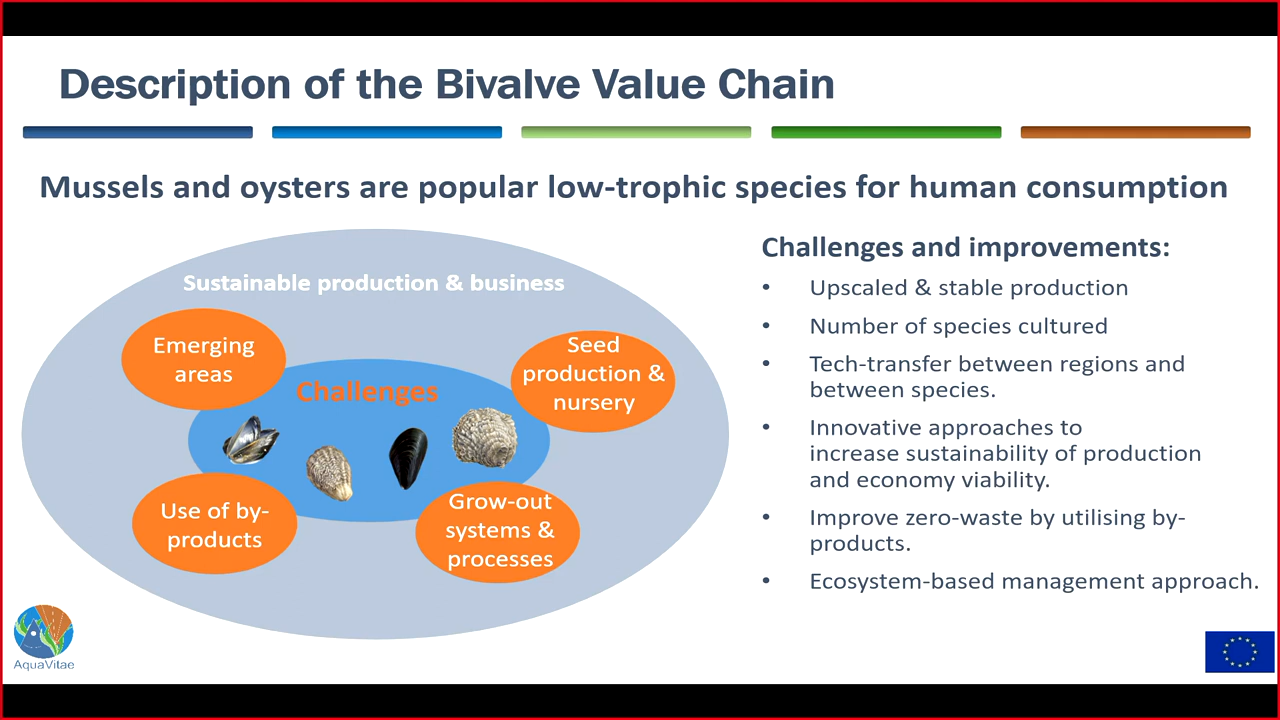 Description of the Bivalve Value Chain
Mussels and oysters are popular low-trophic species for human consumption
Sustainable production & business
Emerging
areas
Seed
production &
nursery
Challenges
Use of by-
products
Grow-out
systems &
processes
Challenges and improvements:
• Upscaled & stable production
• Number of species cultured
• Tech-transfer between regions and
between species.
• Innovative approaches to
increase sustainability of production
and economy viability.
• Improve zero-waste by utilising by-
products.
• Ecosystem-based management approach.
AquaVitae